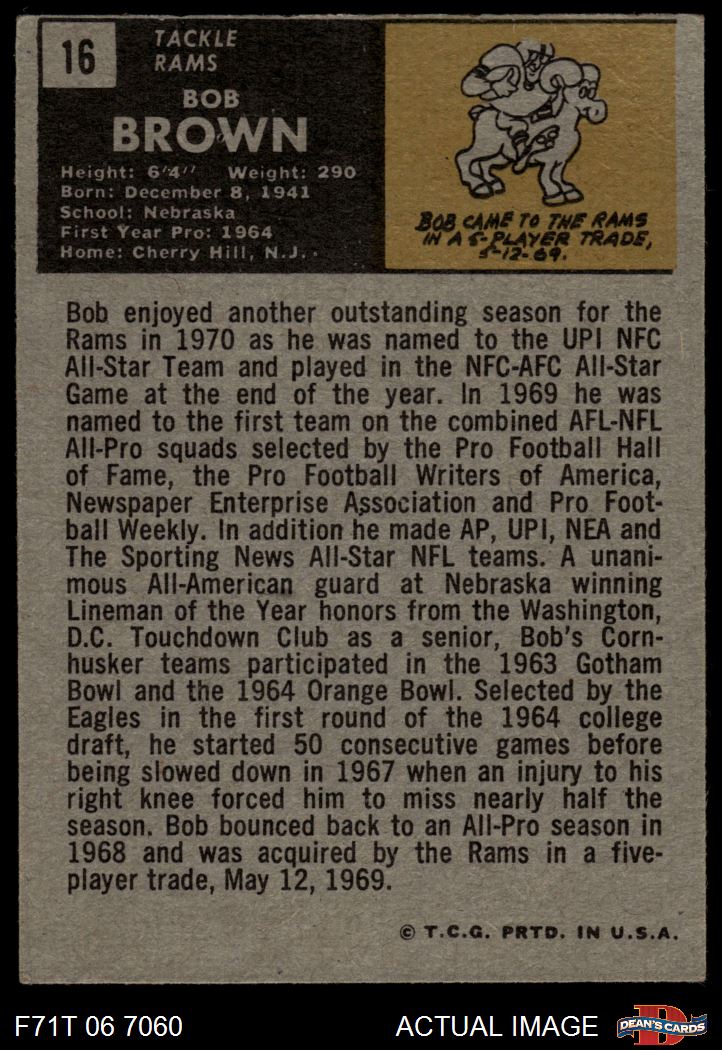 16
TACKLE
RAMS
BOB
BROWN
Height: 6'4'' Weight: 290
Born: December 8, 1941
School: Nebraska
First Year Pro: 1964
Home: Cherry Hill, N.J.
BOB CAME TO THE RAMS
IN A 5-PLAYER TRADE,
5-12-69.
Bob enjoyed another outstanding season for the
Rams in 1970 as he was named to the UPI NFC
All-Star Team and played in the NFC-AFC All-Star
Game at the end of the year. In 1969 he was
named to the first team on the combined AFL-NFL
All-Pro squads selected by the Pro Football Hall
of Fame, the Pro Football Writers of America,
Newspaper Enterprise Association and Pro Foot-
ball Weekly. In addition he made AP, UPI, NEA and
The Sporting News All-Star NFL teams. A unani-
mous All-American guard at Nebraska winning
Lineman of the Year honors from the Washington,
D.C. Touchdown Club as a senior, Bob's Corn-
husker teams participated in the 1963 Gotham
Bowl and the 1964 Orange Bowl. Selected by the
Eagles in the first round of the 1964 college
draft, he started 50 consecutive games before
being slowed down in 1967 when an injury to his
right knee forced him to miss nearly half the
season. Bob bounced back to an All-Pro season in
1968 and was acquired by the Rams in a five-
player trade, May 12, 1969.
© T.C.G. PRTD. IN U.S.A.
F71T 06 7060 ACTUAL IMAGE
D
DEAN'S CARDS